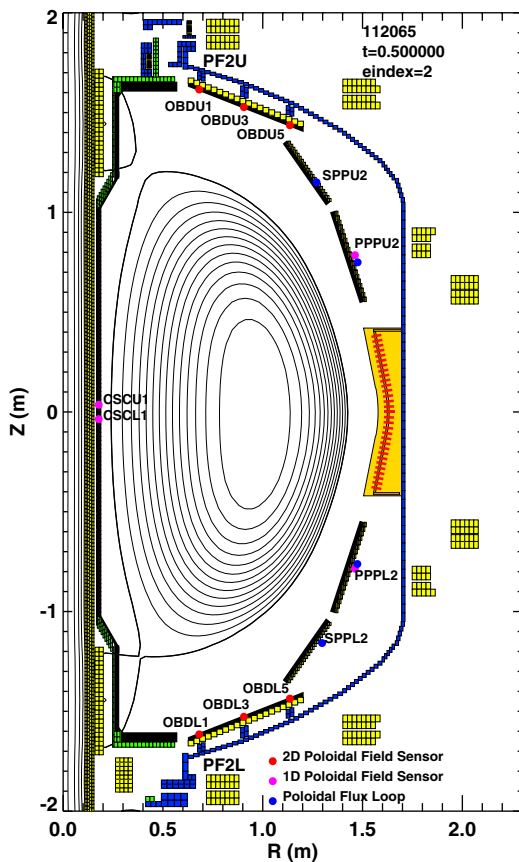 2
112065
t=0.500000
eindex=2
PF2U
OBDU1
OBDU3
OBDU5
SPPU2
1
PPPU2
Z (m)
CSCU1
0
CSCL1
PPPL2
-1
SPPL2
OBDL5
OBDL3
OBDL1
PF2L
2D Poloidal Field Sensor
1D Poloidal Field Sensor
Poloidal Flux Loop
-2
0.0 0.5 1.0 1.5 2.0
R (m)